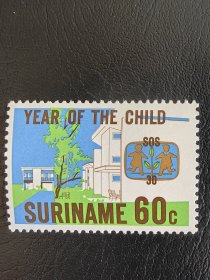 YEAR OF THE CHILD
SOS
30
SURINAME 60c